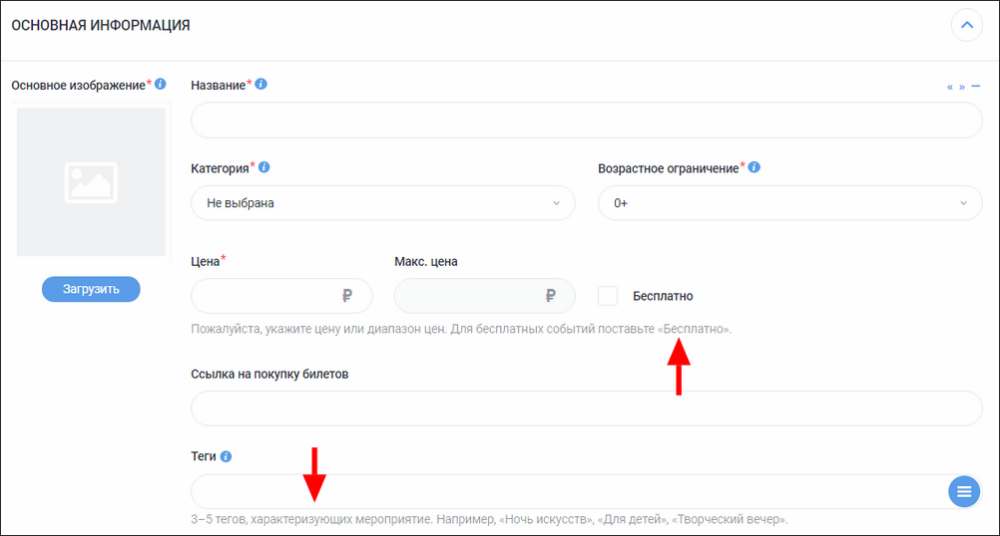 ОСНОВНАЯ ИНФОРМАЦИЯ
Основное изображение* i
Название* i
« » –
Категория* i
Возрастное ограничение* i
Не выбрана
0+
Цена*
Макс. цена
Загрузить
₽
₽
Бесплатно
Пожалуйста, укажите цену или диапазон цен. Для бесплатных событий поставьте «Бесплатно».
Ссылка на покупку билетов
Теги i
3–5 тегов, характеризующих мероприятие. Например, «Ночь искусств», «Для детей», «Творческий вечер».